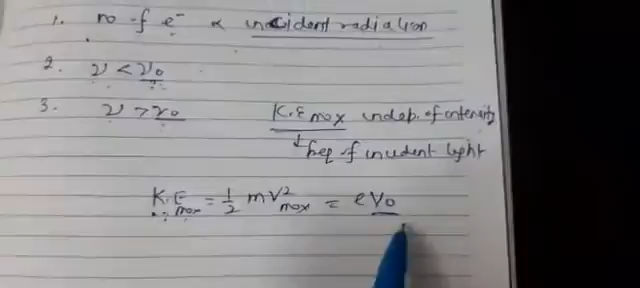 1. no of e⁻ ∝ incident radiation
2. ν < ν₀
3. ν > ν₀ K.E max indep. of intensity
↓ freq of incident light
K.E max = 1/2 mV²max = eV₀